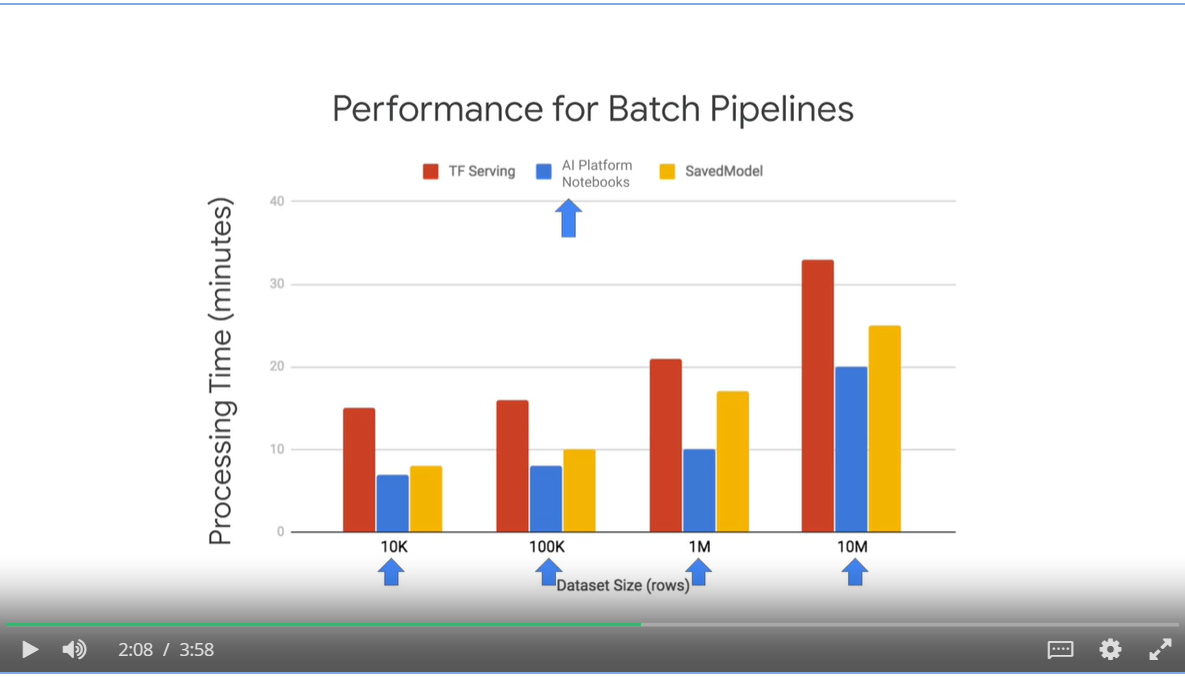 Performance for Batch Pipelines
TF Serving
AI Platform
Notebooks
SavedModel
Processing Time (minutes)
40
30
20
10
0
10K
100K
1M
10M
Dataset Size (rows)
2:08 / 3:58